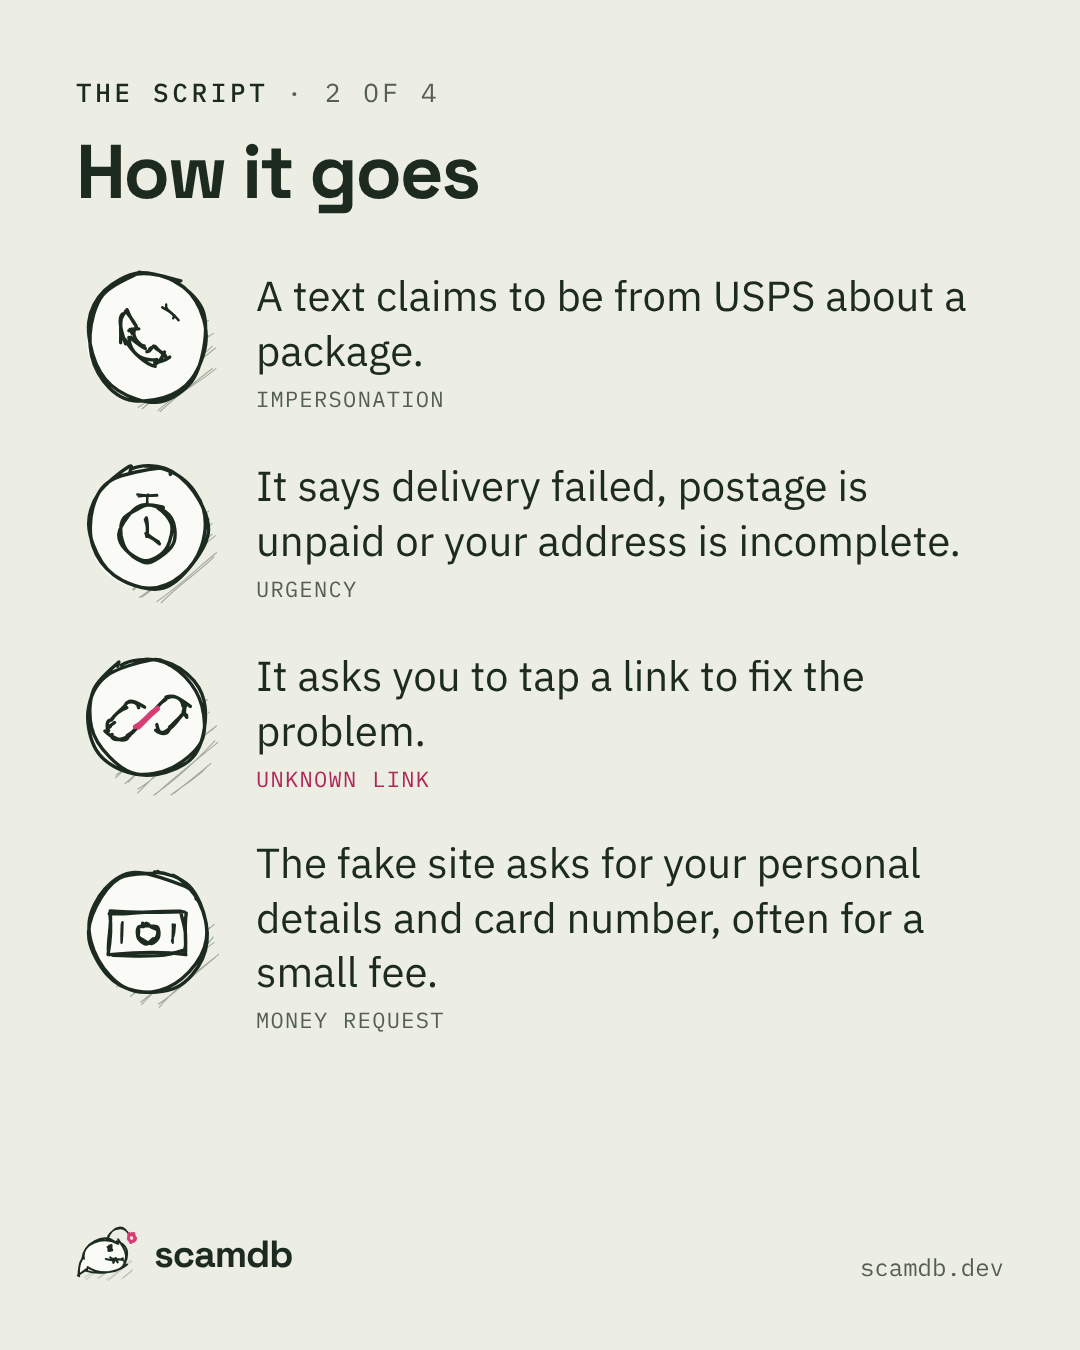 THE SCRIPT · 2 OF 4
How it goes
A text claims to be from USPS about a
package.
IMPERSONATION
It says delivery failed, postage is
unpaid or your address is incomplete.
URGENCY
It asks you to tap a link to fix the
problem.
UNKNOWN LINK
The fake site asks for your personal
details and card number, often for a
small fee.
MONEY REQUEST
scamdb
scamdb.dev